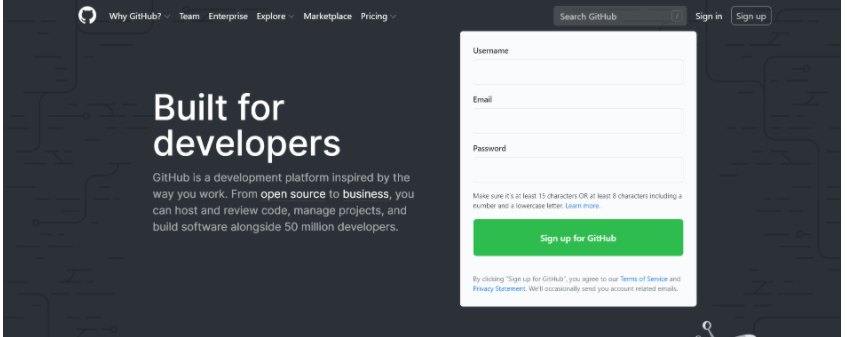 Why GitHub? Team Enterprise Explore Marketplace Pricing Search GitHub / Sign in Sign up
Built for
developers
GitHub is a development platform inspired by the
way you work. From open source to business, you
can host and review code, manage projects, and
build software alongside 50 million developers.
Username
Email
Password
Make sure it's at least 15 characters OR at least 8 characters including a
number and a lowercase letter. Learn more.
Sign up for GitHub
By clicking "Sign up for GitHub", you agree to our Terms of Service and
Privacy Statement. We'll occasionally send you account related emails.